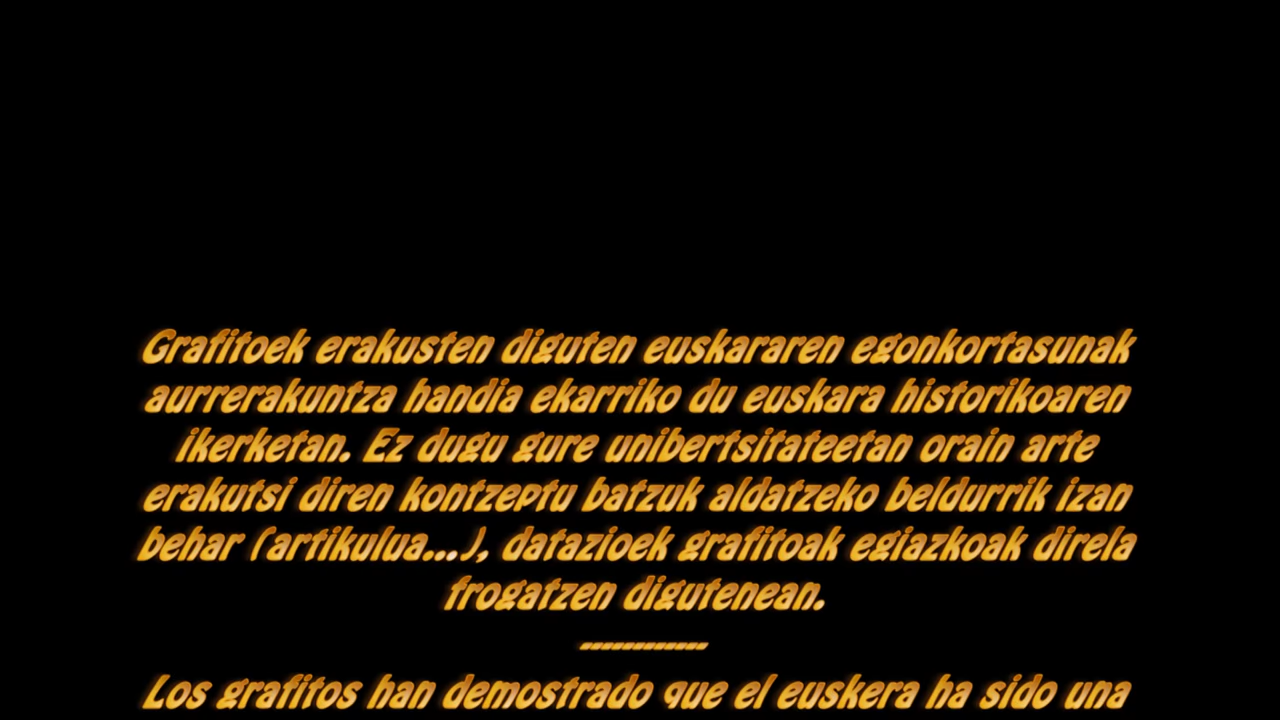 Grafitoek erakusten diguten euskararen egonkortasunak
aurrerakuntza handia ekarriko du euskara historikoaren
ikerketan. Ez dugu gure unibertsitateetan orain arte
erakutsi diren kontzeptu batzuk aldatzeko beldurrik izan
behar (artikulua...), datazioek grafitoak egiazkoak direla
frogatzen digutenean.
------------
Los grafitos han demostrado que el euskera ha sido una